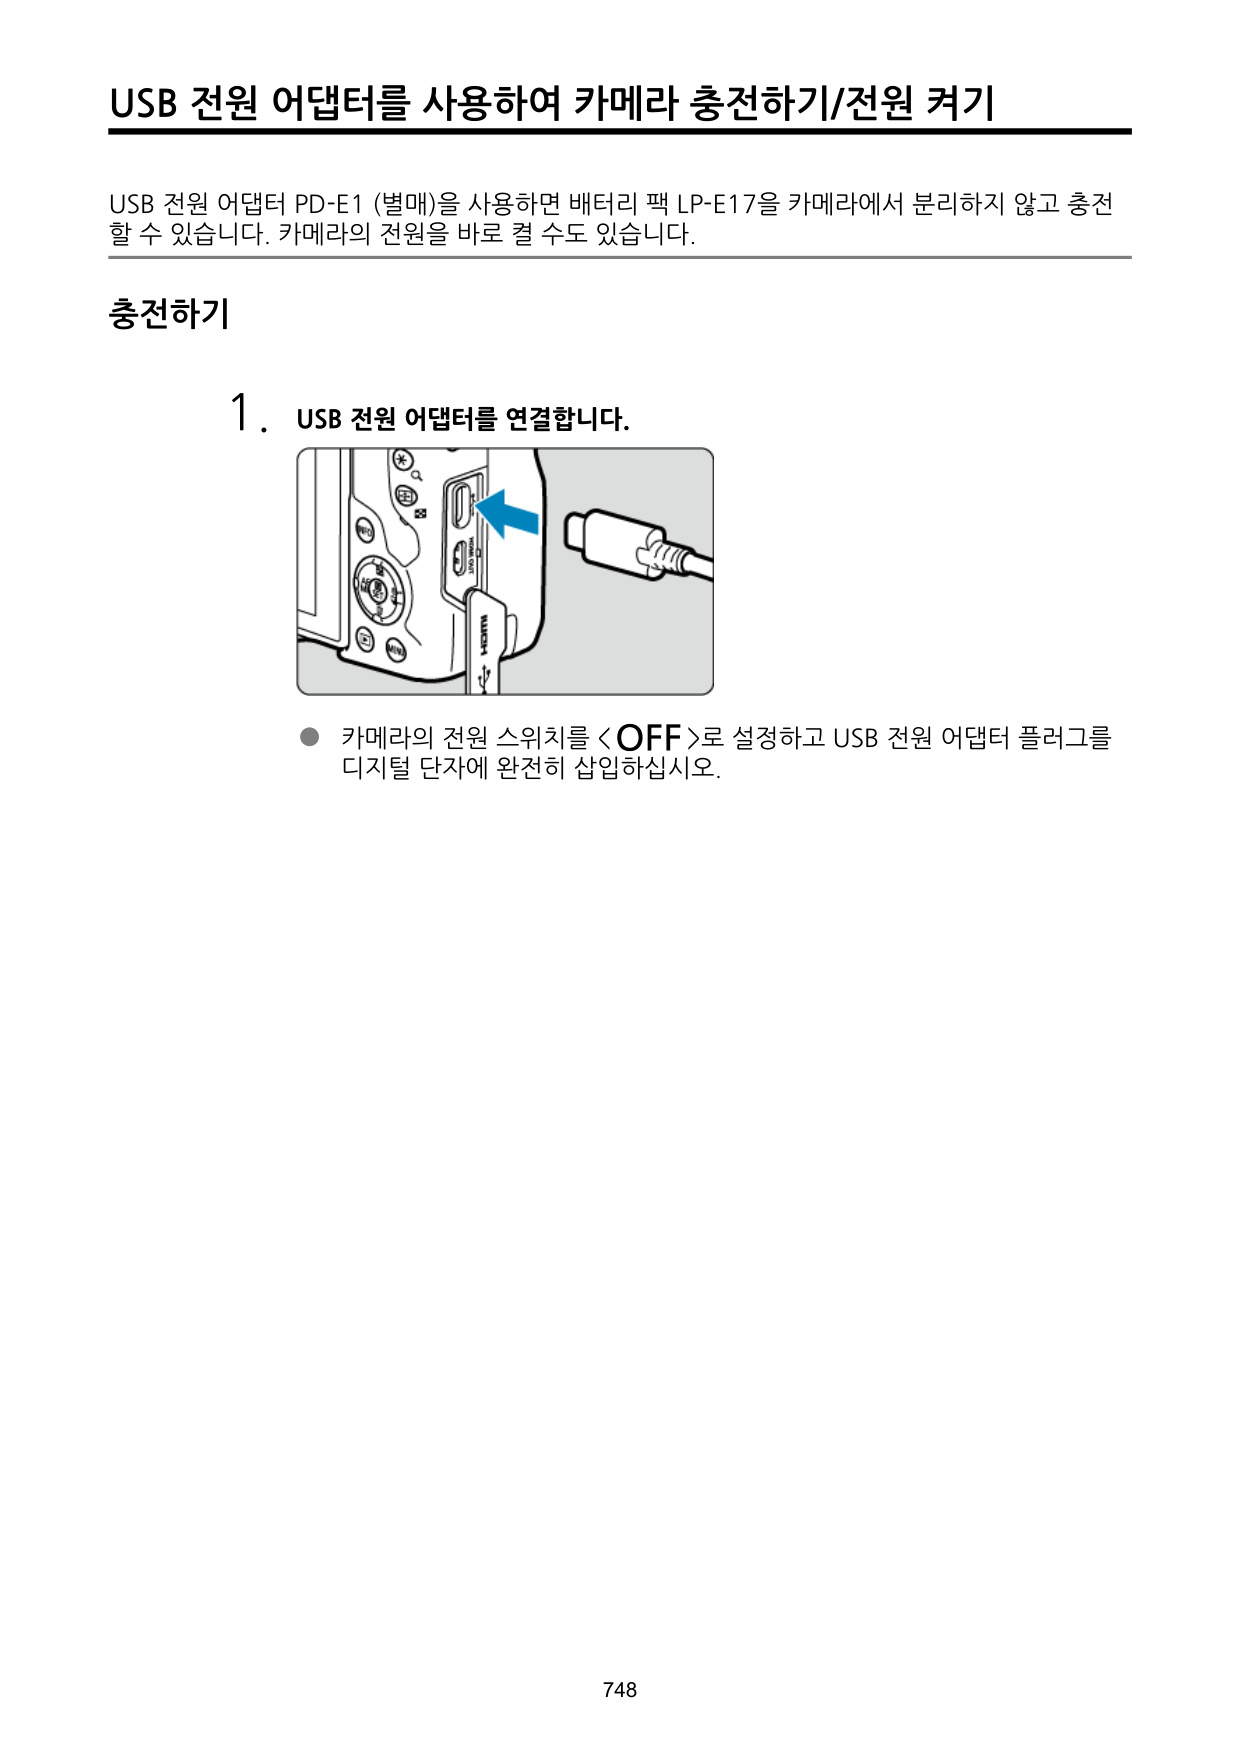 USB 전원 어댑터를 사용하여 카메라 충전하기/전원 켜기
USB 전원 어댑터 PD-E1 (별매)을 사용하면 배터리 팩 LP-E17을 카메라에서 분리하지 않고 충전
할 수 있습니다. 카메라의 전원을 바로 켤 수도 있습니다.
충전하기
1. USB 전원 어댑터를 연결합니다.
INFO
HDMI OUT
MENU
HDMI
● 카메라의 전원 스위치를 <OFF>로 설정하고 USB 전원 어댑터 플러그를
디지털 단자에 완전히 삽입하십시오.
748